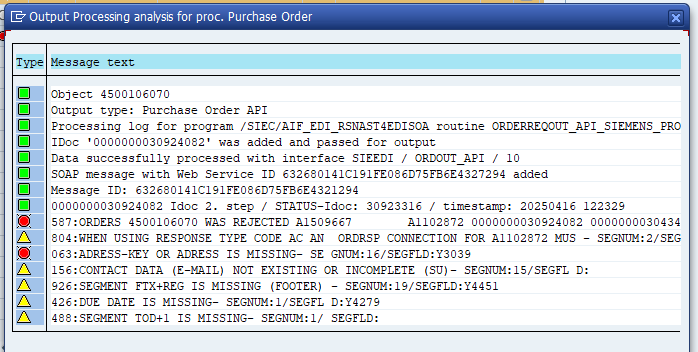 Output Processing analysis for proc. Purchase Order
Type Message text
Object 4500106070
Output type: Purchase Order API
Processing log for program /SIEC/AIF_EDI_RSNAST4EDISOA routine ORDERREQOUT_API_SIEMENS_PRO
IDoc '0000000030924082' was added and passed for output
Data successfully processed with interface SIEEDI / ORDOUT_API / 10
SOAP message with Web Service ID 632680141C191FE086D75FB6E4327294 added
Message ID: 632680141C191FE086D75FB6E4321294
0000000030924082 Idoc 2. step / STATUS-Idoc: 30923316 / timestamp: 20250416 122329
587:ORDERS 4500106070 WAS REJECTED A1509667 A1102872 0000000030924082 0000000030434
804:WHEN USING RESPONSE TYPE CODE AC AN ORDRSP CONNECTION FOR A1102872 MUS - SEGNUM:2/SEG
063:ADRESS-KEY OR ADRESS IS MISSING- SE GNUM:16/SEGFLD:Y3039
156:CONTACT DATA (E-MAIL) NOT EXISTING OR INCOMPLETE (SU)- SEGNUM:15/SEGFL D:
926:SEGMENT FTX+REG IS MISSING (FOOTER) - SEGNUM:19/SEGFLD:Y4451
426:DUE DATE IS MISSING- SEGNUM:1/SEGFL D:Y4279
488:SEGMENT TOD+1 IS MISSING- SEGNUM:1/ SEGFLD: